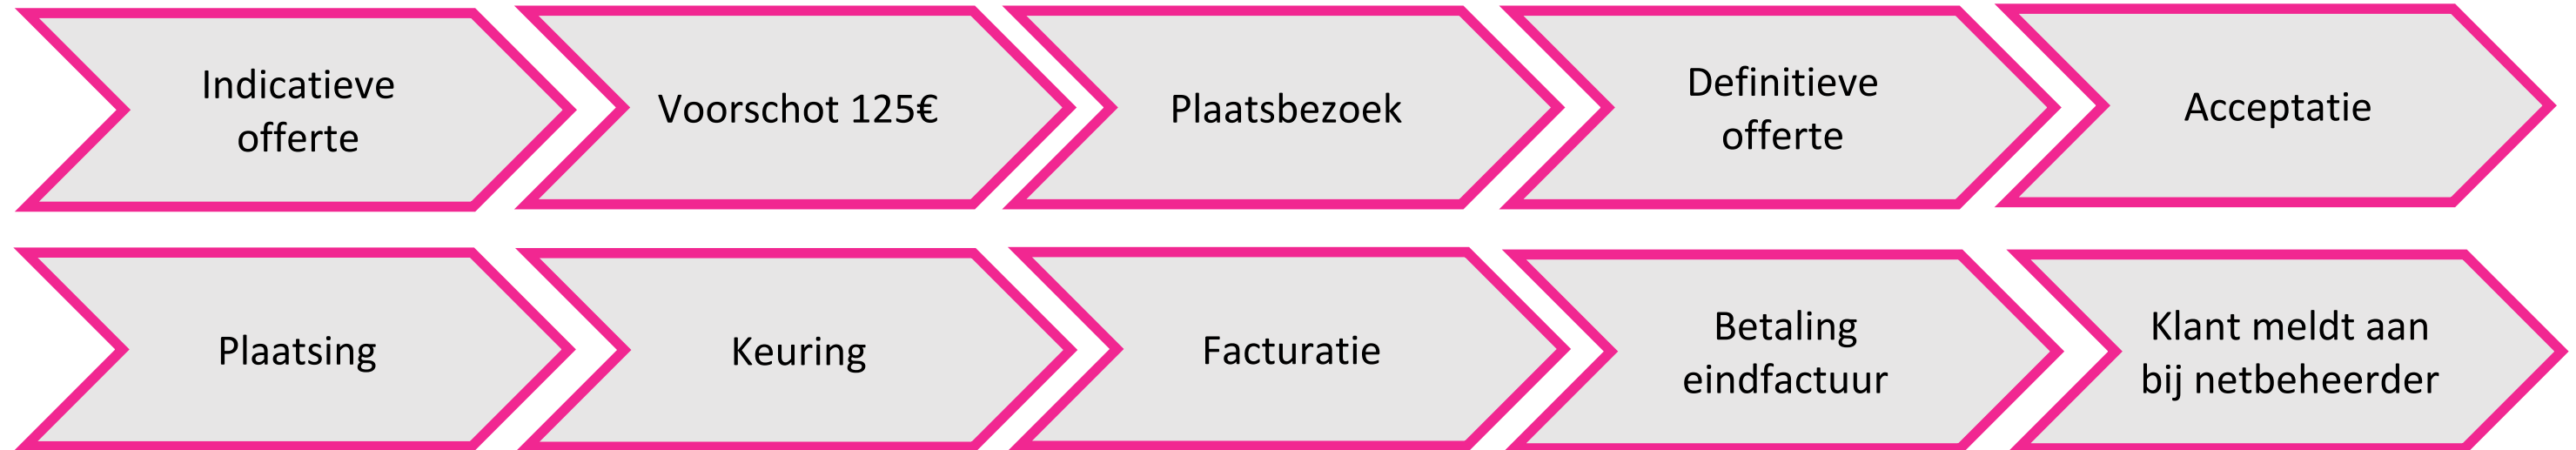 Indicatieve
offerte
Voorschot 125€
Plaatsbezoek
Definitieve
offerte
Acceptatie
Plaatsing
Keuring
Facturatie
Betaling
eindfactuur
Klant meldt aan
bij netbeheerder